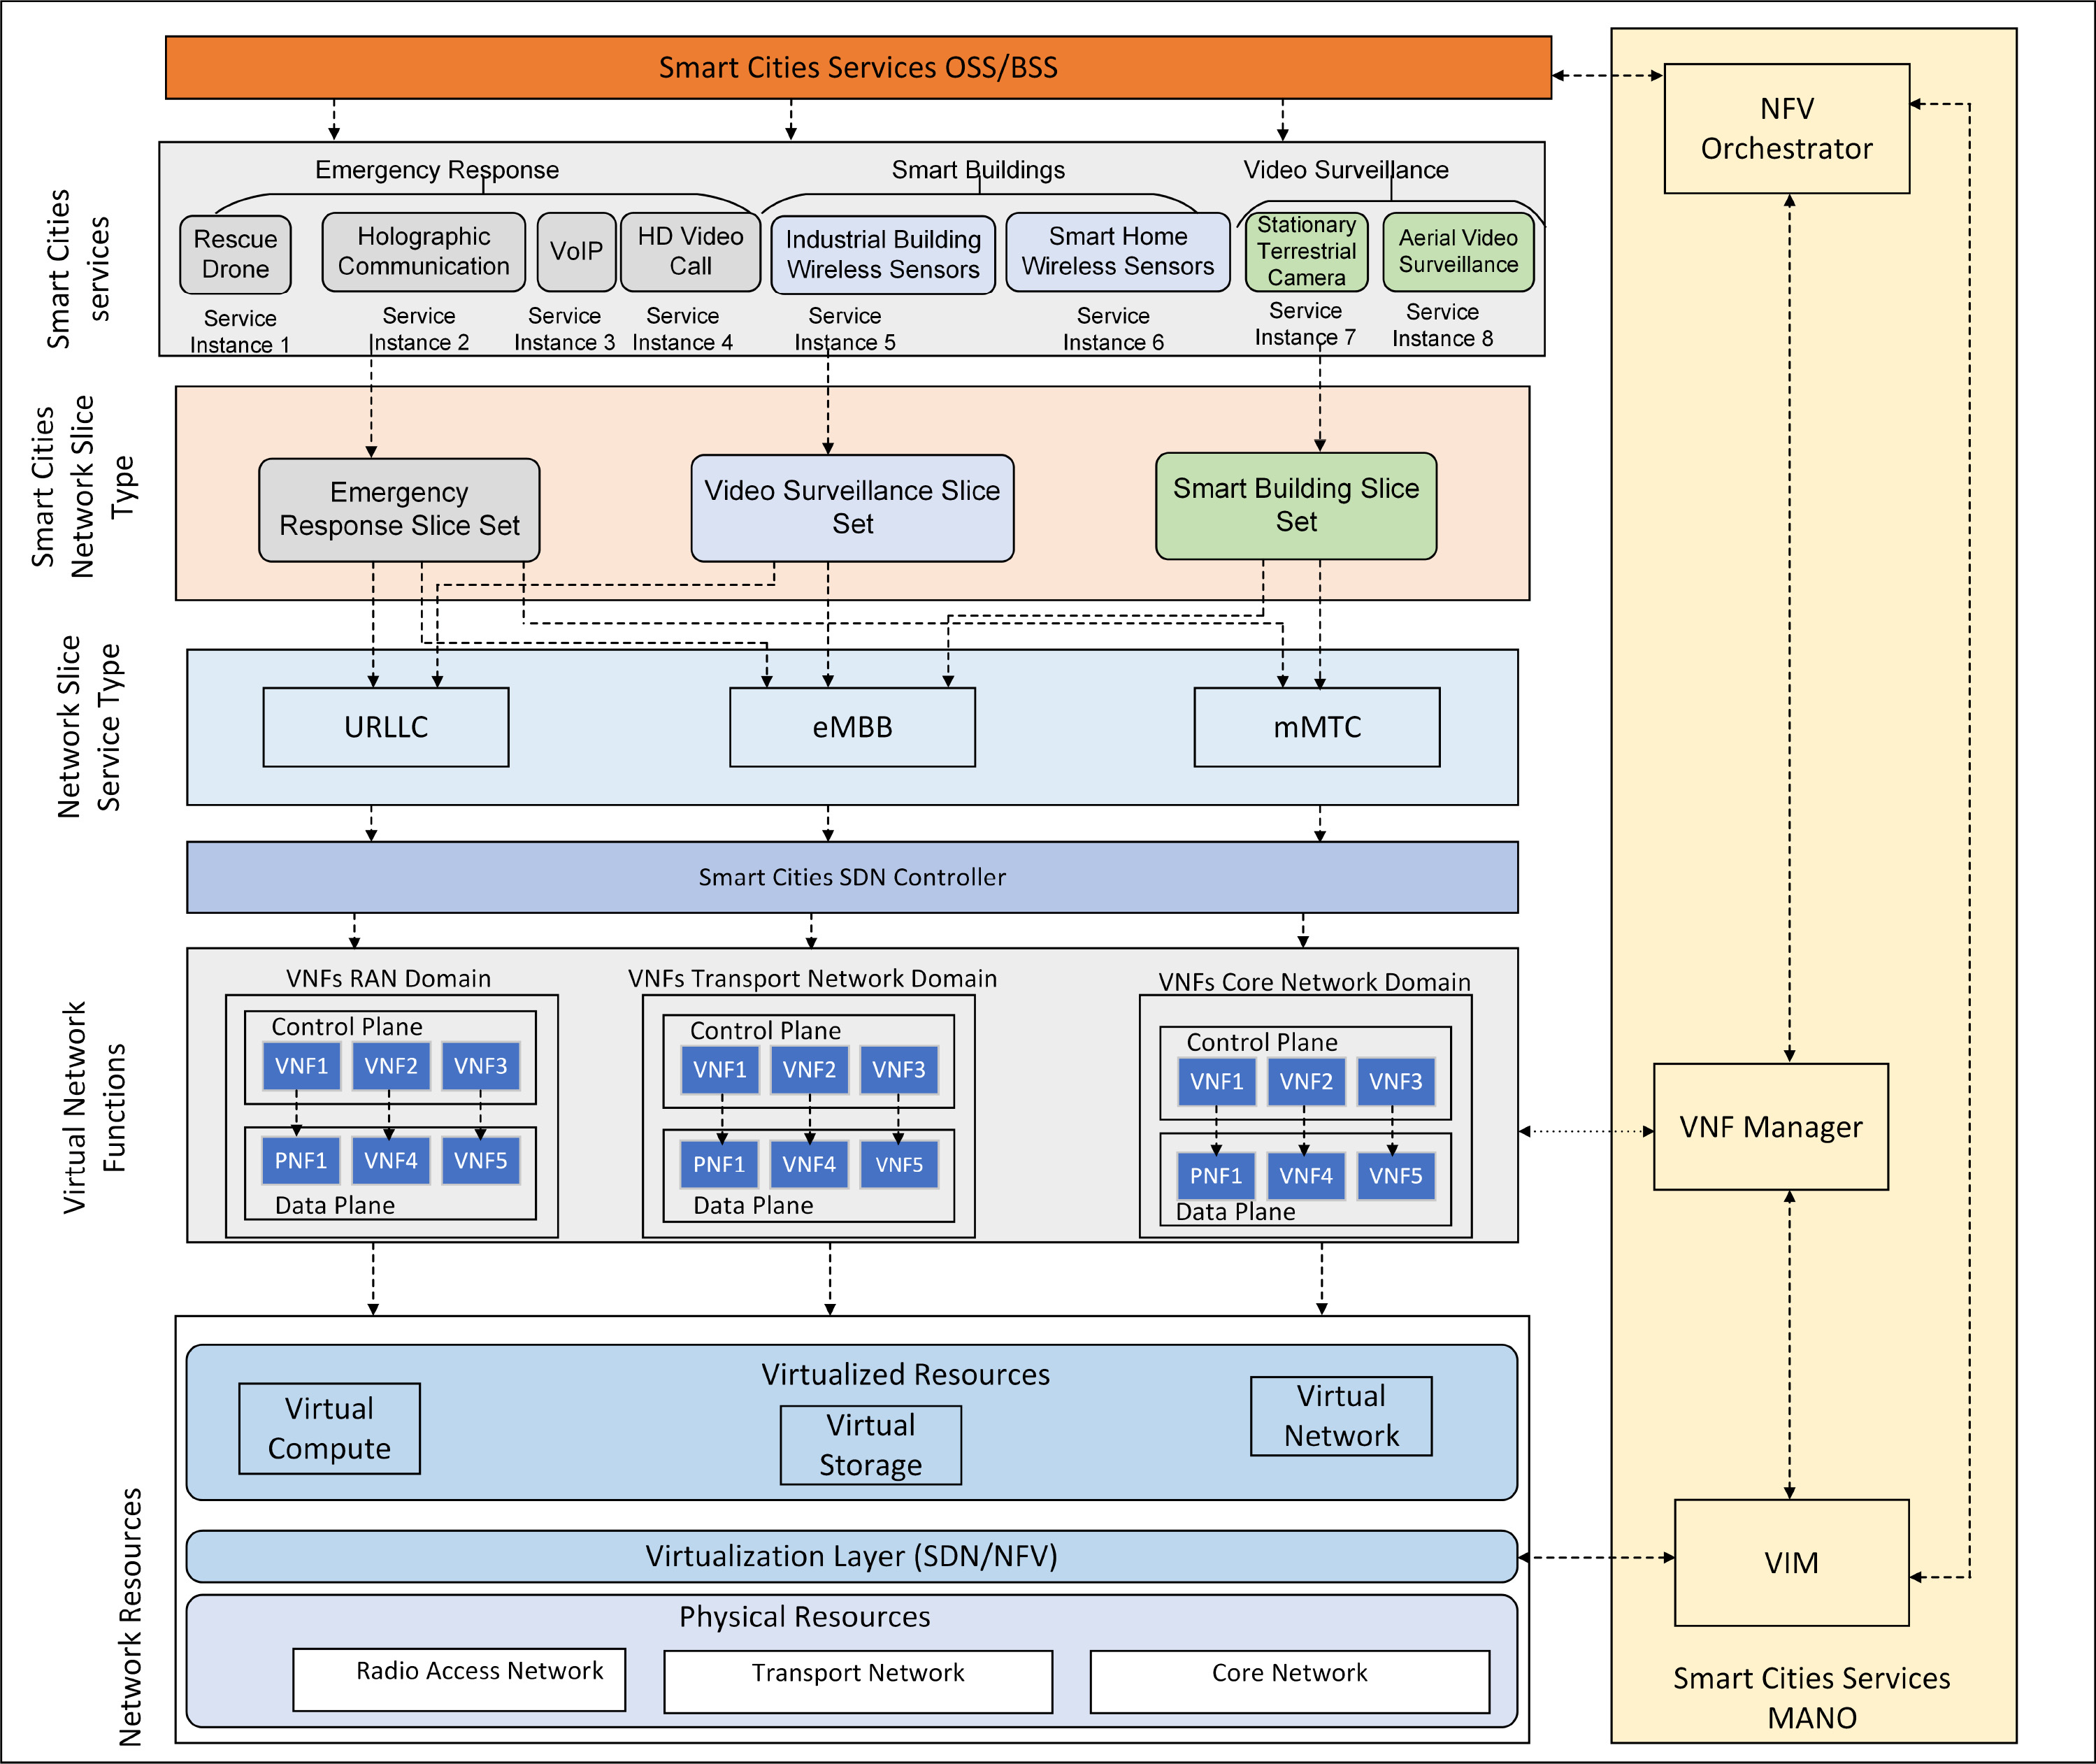 Smart Cities Services OSS/BSS
NFV
Orchestrator
Smart Cities
services
Emergency Response
Smart Buildings
Video Surveillance
Rescue
Drone
Holographic
Communication
VoIP
HD Video
Call
Industrial Building
Wireless Sensors
Smart Home
Wireless Sensors
Stationary
Terrestrial
Camera
Aerial Video
Surveillance
Service
Instance 1
Service
Instance 2
Service
Instance 3
Service
Instance 4
Service
Instance 5
Service
Instance 6
Service
Instance 7
Service
Instance 8
Smart Cities
Network Slice
Type
Emergency
Response Slice Set
Video Surveillance Slice
Set
Smart Building Slice
Set
Network Slice
Service Type
URLLC
eMBB
mMTC
Smart Cities SDN Controller
Virtual Network
Functions
VNFs RAN Domain
Control Plane
VNF1
VNF2
VNF3
PNF1
VNF4
VNF5
Data Plane
VNFs Transport Network Domain
Control Plane
VNF1
VNF2
VNF3
PNF1
VNF4
VNF5
Data Plane
VNFs Core Network Domain
Control Plane
VNF1
VNF2
VNF3
PNF1
VNF4
VNF5
Data Plane
VNF Manager
Network Resources
Virtualized Resources
Virtual
Compute
Virtual
Storage
Virtual
Network
Virtualization Layer (SDN/NFV)
VIM
Physical Resources
Radio Access Network
Transport Network
Core Network
Smart Cities Services
MANO